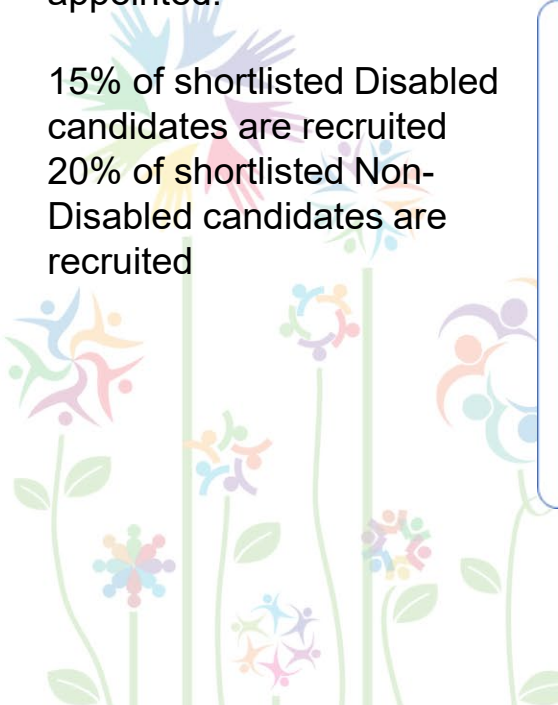 appointed.
15% of shortlisted Disabled
candidates are recruited
20% of shortlisted Non-
Disabled candidates are
recruited